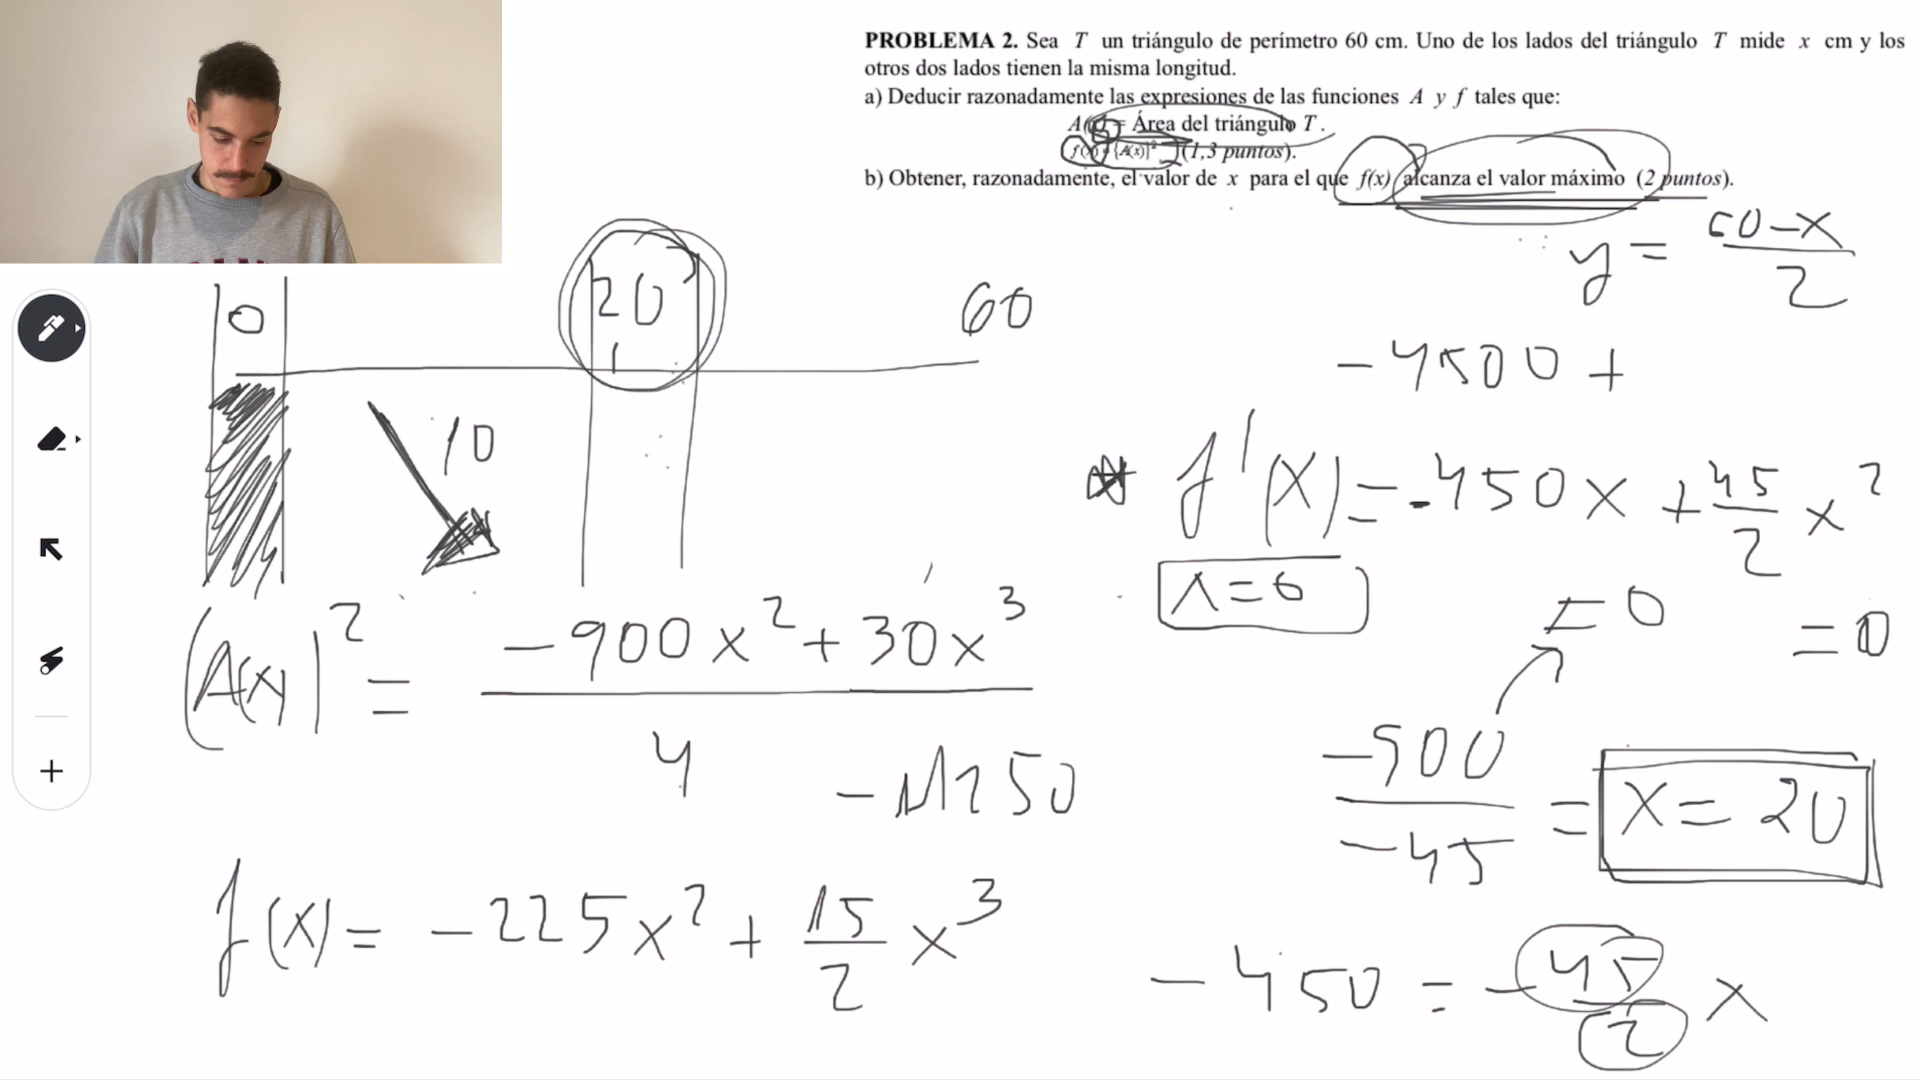 PROBLEMA 2. Sea T un triángulo de perímetro 60 cm. Uno de los lados del triángulo T mide x cm y los
otros dos lados tienen la misma longitud.
a) Deducir razonadamente las expresiones de las funciones A y f tales que:
A(x) = Área del triángulo T.
f(x) = {A(x)}² (1,3 puntos).
b) Obtener, razonadamente, el valor de x para el que f(x) alcanza el valor máximo (2 puntos).
y = 60-x / 2
0 20 60
-4500 +
10
f'(x) = -450x + 45/2 x² = 0
x = 0
= 0
(A(x))² = -900x² + 30x³ / 4
-900 / -45 = x = 20
-11250
f(x) = -225x² + 15/2 x³
-450 = -45/2 x